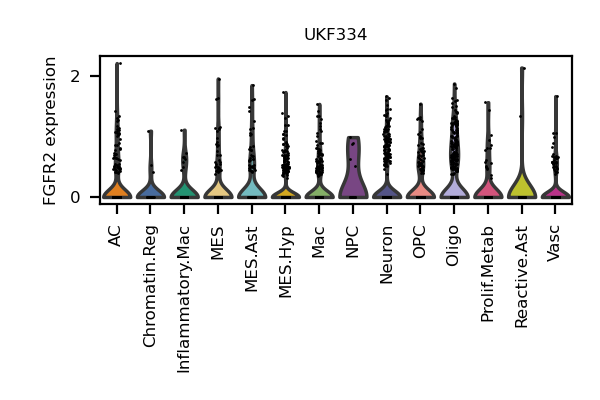 UKF334
FGFR2 expression
2
0
AC
Chromatin.Reg
Inflammatory.Mac
MES
MES.Ast
MES.Hyp
Mac
NPC
Neuron
OPC
Oligo
Prolif.Metab
Reactive.Ast
Vasc